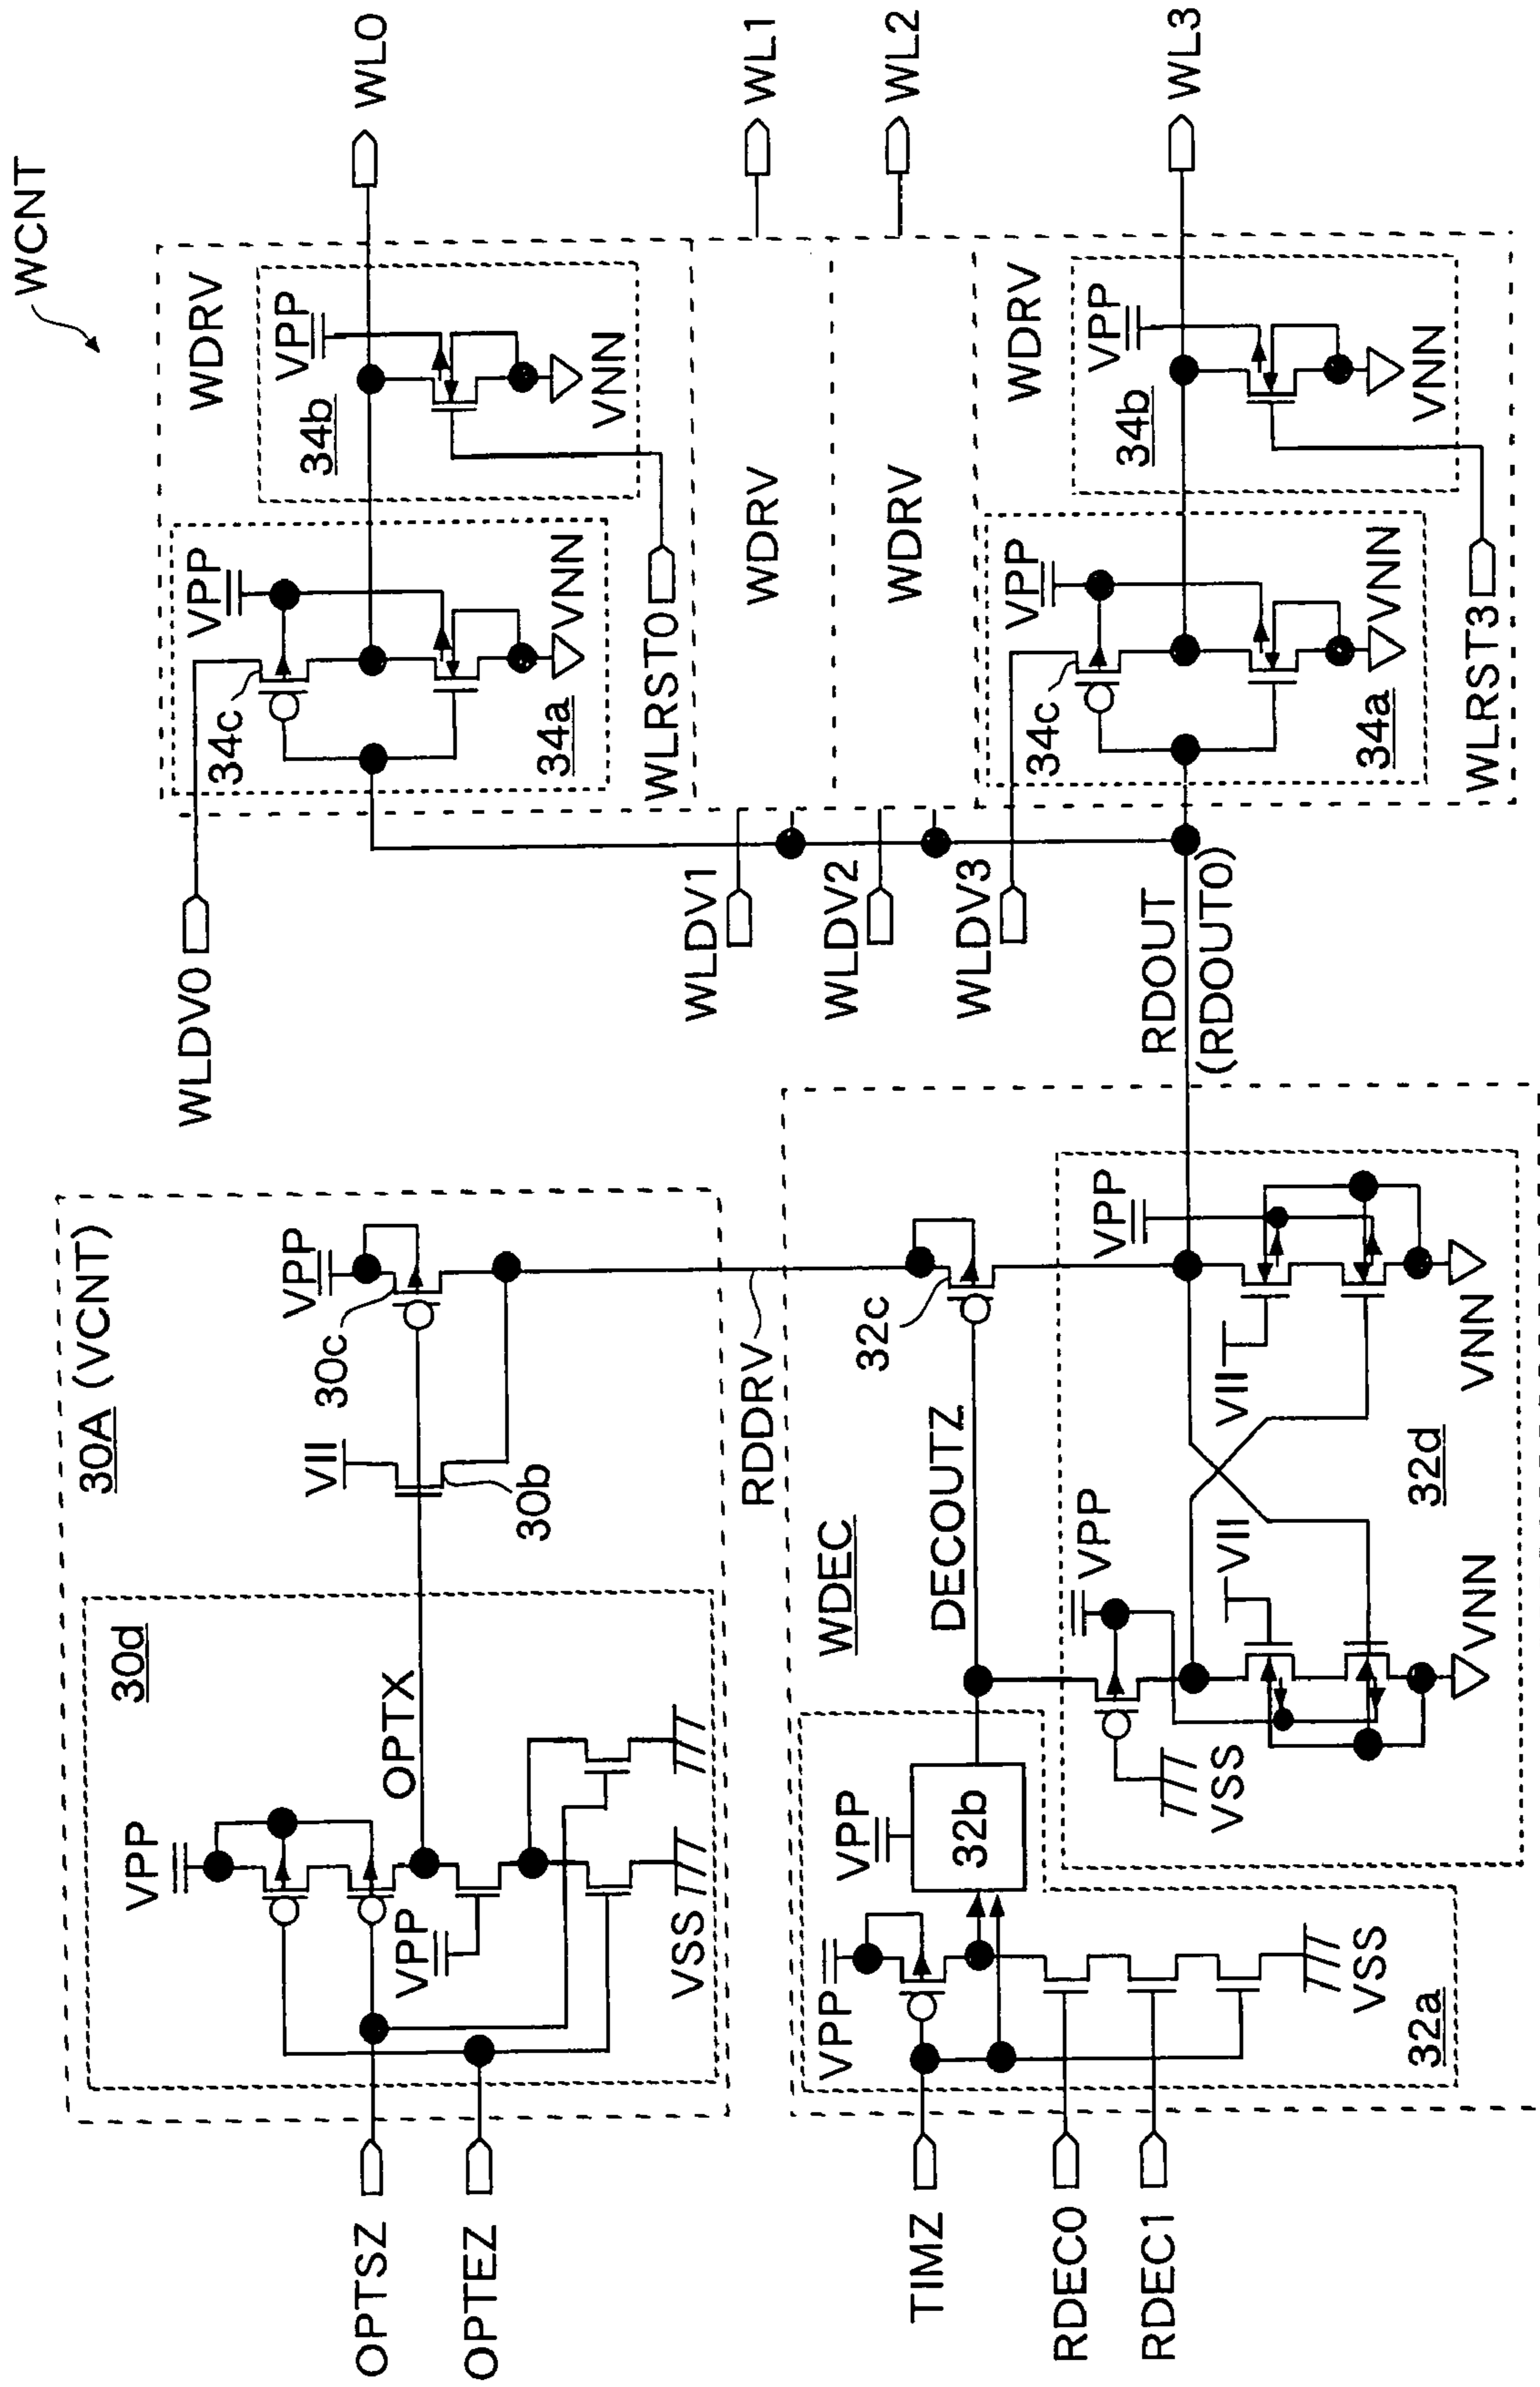 WCNT
30A (VCNT)
30d
OPTSZ
OPTEZ
VPP
VPP
VSS
OPTX
VII
30b
VPP
30c
RDDRV
WDEC
TIMZ
RDEC0
RDEC1
VPP
VSS
32a
VPP
32b
DECOUTZ
32c
VPP
VSS
VII
VNN
32d
VPP
VII
VNN
RDOUT
(RDOUT0)
WLDV0
WLDV1
WLDV2
WLDV3
WDRV
VPP
34c
34a
VNN
WLRST0
VPP
34b
VNN
WL0
WDRV
WL1
WDRV
WL2
WDRV
VPP
34c
34a
VNN
WLRST3
VPP
34b
VNN
WL3